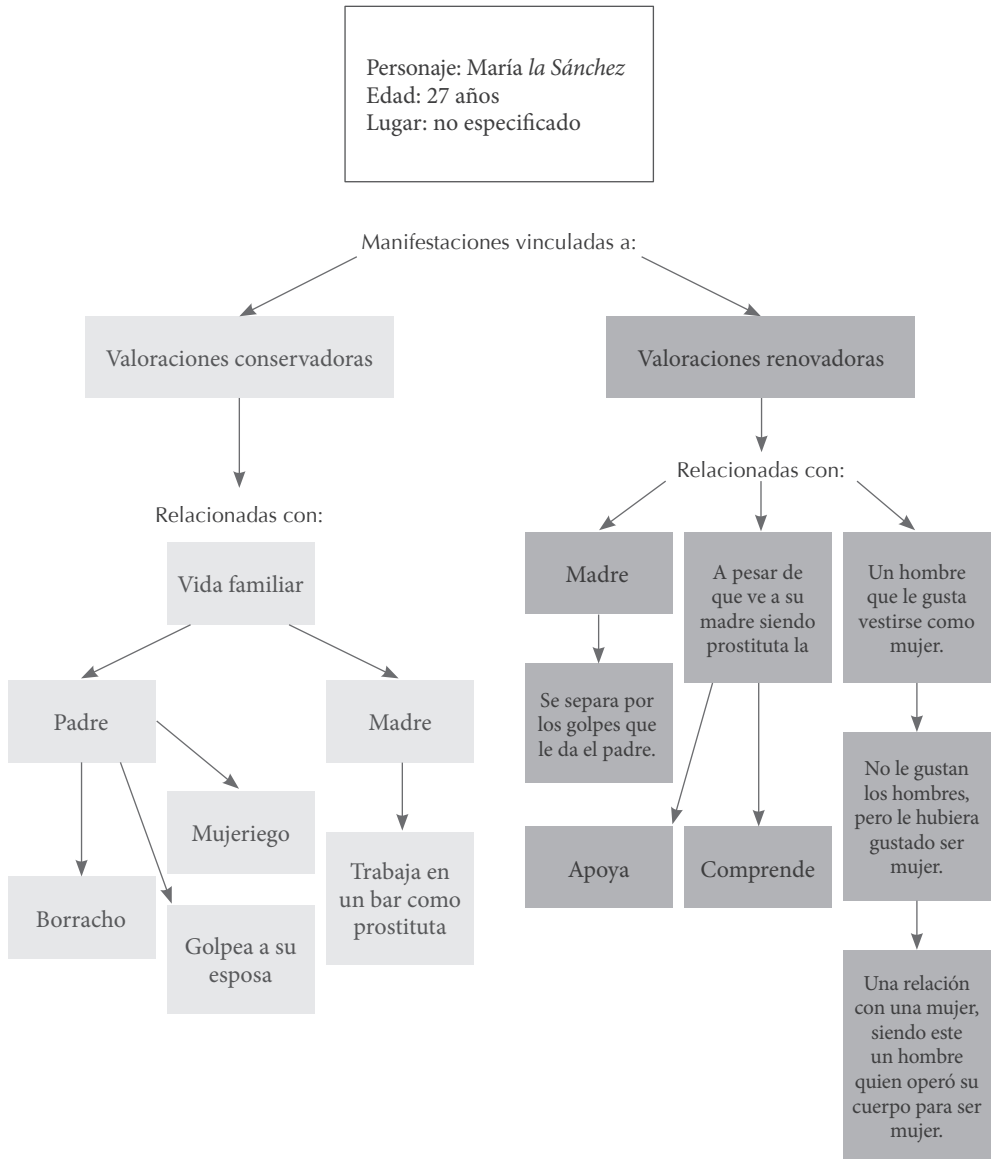 Personaje: María la Sánchez
Edad: 27 años
Lugar: no especificado
Manifestaciones vinculadas a:
Valoraciones conservadoras
Relacionadas con:
Vida familiar
Padre
Borracho
Golpea a su
esposa
Mujeriego
Madre
Trabaja en
un bar como
prostituta
Valoraciones renovadoras
Relacionadas con:
Madre
Se separa por
los golpes que
le da el padre.
A pesar de
que ve a su
madre siendo
prostituta la
Apoya
Comprende
Un hombre
que le gusta
vestirse como
mujer.
No le gustan
los hombres,
pero le hubiera
gustado ser
mujer.
Una relación
con una mujer,
siendo este
un hombre
quien operó su
cuerpo para ser
mujer.